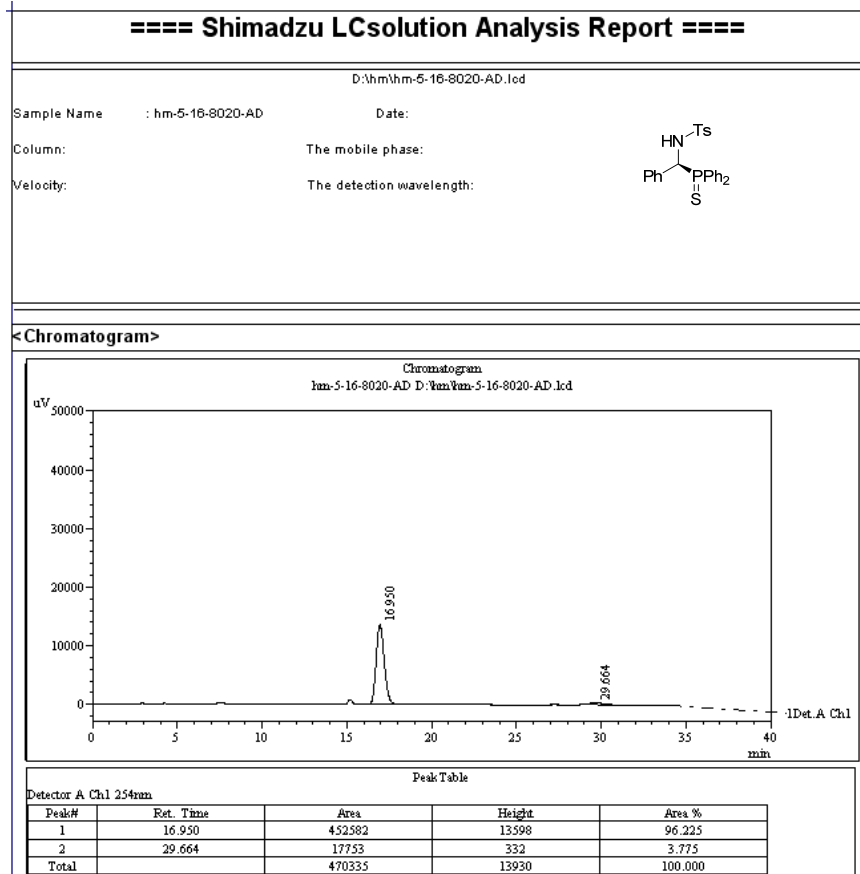 ==== Shimadzu LCsolution Analysis Report ====
D:\hm\hm-5-16-8020-AD.lcd
Sample Name : hm-5-16-8020-AD Date:
Column: The mobile phase:
Velocity: The detection wavelength:
HN Ts
Ph PPh2
S
<Chromatogram>
Chromatogram
hm-5-16-8020-AD D:\hm\hm-5-16-8020-AD.lcd
uV
50000
40000
30000
20000
10000
0
16.950
29.664
1Det.A Ch1
0 5 10 15 20 25 30 35 40
min
PeakTable
Detector A Ch1 254nm
Peak# Ret. Time Area Height Area %
1 16.950 452582 13598 96.225
2 29.664 17753 332 3.775
Total 470335 13930 100.000